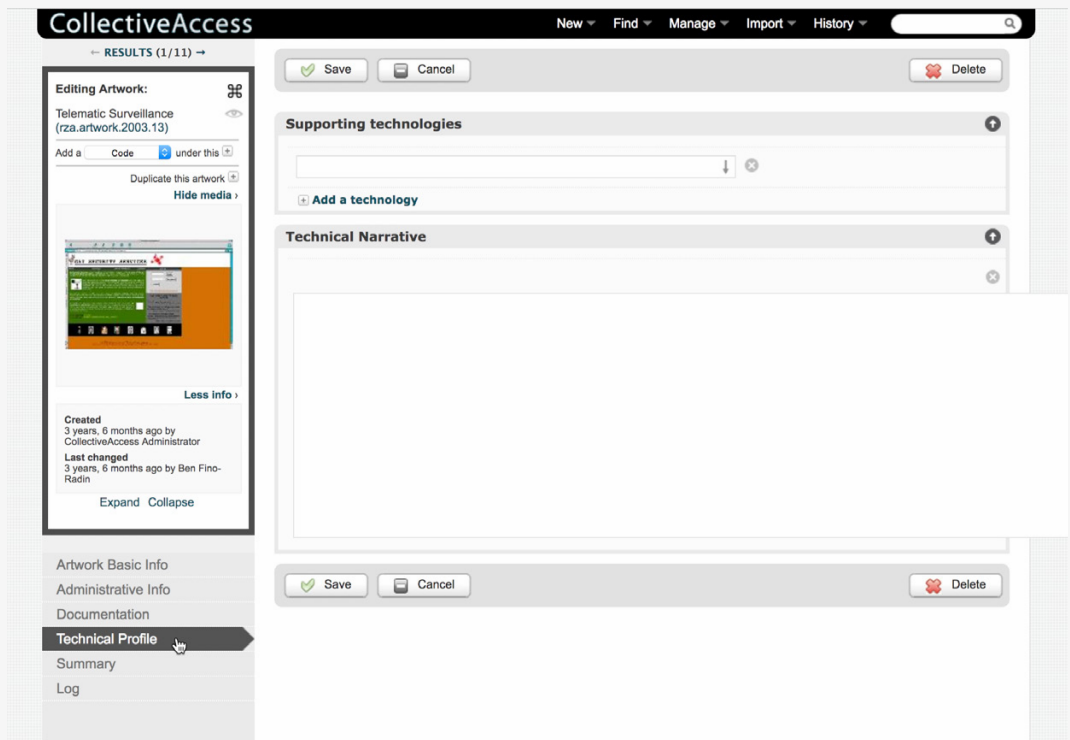 CollectiveAccess
New Find Manage Import History
← RESULTS (1/11) →
Editing Artwork:
Telematic Surveillance
(rza.artwork.2003.13)
Add a Code under this
Duplicate this artwork
Hide media ›
Less info ›
Created
3 years, 6 months ago by
CollectiveAccess Administrator
Last changed
3 years, 6 months ago by Ben Fino-
Radin
Expand Collapse
Artwork Basic Info
Administrative Info
Documentation
Technical Profile
Summary
Log
Save Cancel Delete
Supporting technologies
Add a technology
Technical Narrative
Save Cancel Delete